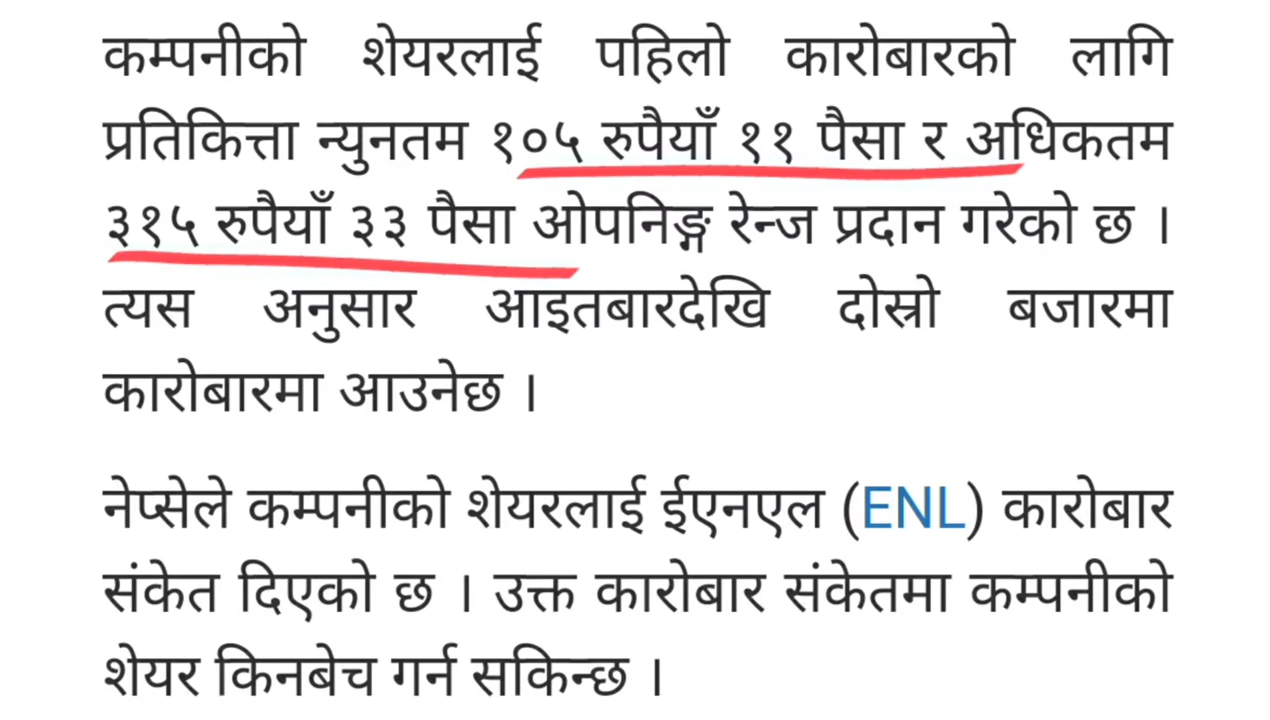 कम्पनीको शेयरलाई पहिलो कारोबारको लागि
प्रतिकित्ता न्युनतम १०५ रुपैयाँ ११ पैसा र अधिकतम
३१५ रुपैयाँ ३३ पैसा ओपनिङ्ग रेन्ज प्रदान गरेको छ ।
त्यस अनुसार आइतबारदेखि दोस्रो बजारमा
कारोबारमा आउनेछ ।
नेप्सेले कम्पनीको शेयरलाई ईएनएल (ENL) कारोबार
संकेत दिएको छ । उक्त कारोबार संकेतमा कम्पनीको
शेयर किनबेच गर्न सकिन्छ ।